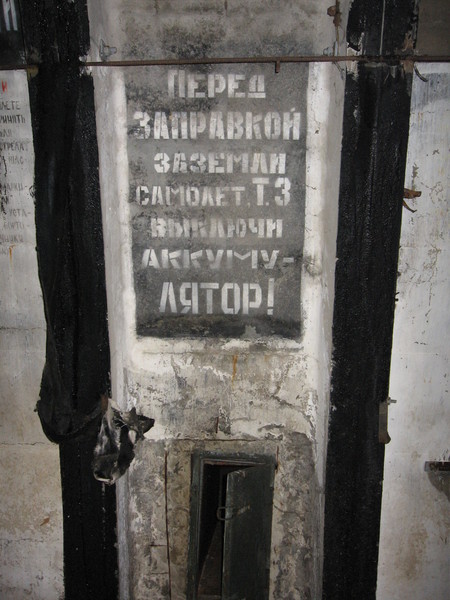 ПЕРЕД
ЗАПРАВКОЙ
ЗАЗЕМЛИ
САМОЛЕТ. Т.З
ВЫКЛЮЧИ
АККУМУ-
ЛЯТОР!